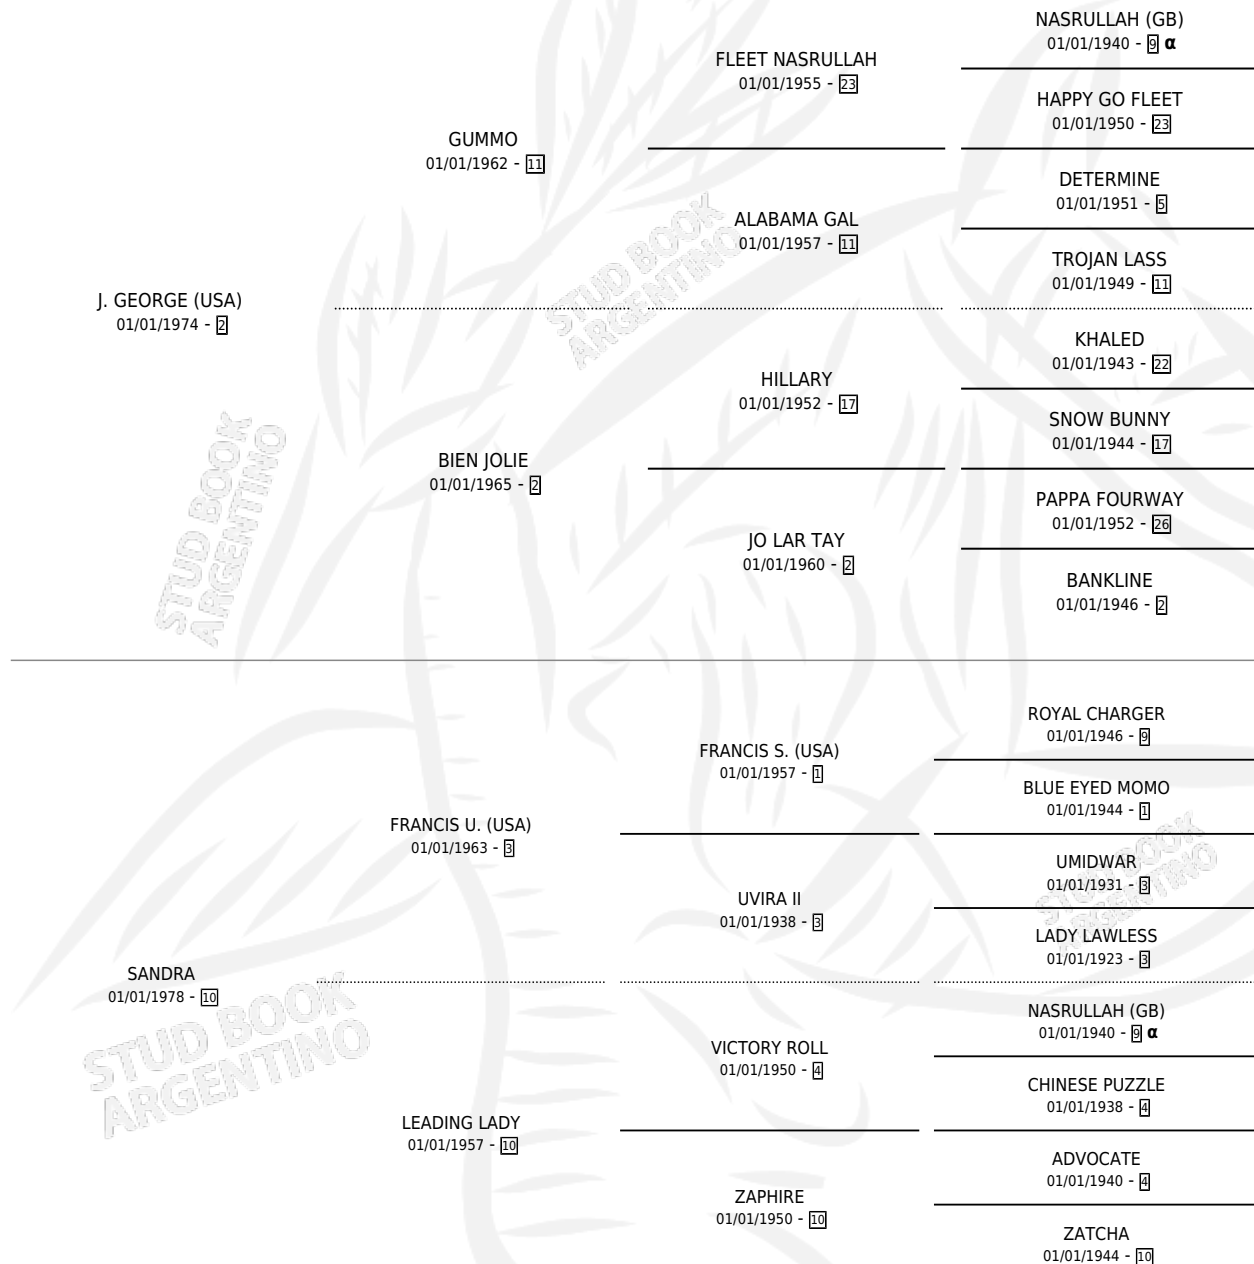 NASRULLAH (GB)
01/01/1940 - 9 α
FLEET NASRULLAH
01/01/1955 - 23
HAPPY GO FLEET
01/01/1950 - 23
GUMMO
01/01/1962 - 11
DETERMINE
01/01/1951 - 5
ALABAMA GAL
01/01/1957 - 11
TROJAN LASS
01/01/1949 - 11
J. GEORGE (USA)
01/01/1974 - 2
KHALED
01/01/1943 - 22
HILLARY
01/01/1952 - 17
SNOW BUNNY
01/01/1944 - 17
BIEN JOLIE
01/01/1965 - 2
PAPPA FOURWAY
01/01/1952 - 26
JO LAR TAY
01/01/1960 - 2
BANKLINE
01/01/1946 - 2
ROYAL CHARGER
01/01/1946 - 9
FRANCIS S. (USA)
01/01/1957 - 1
BLUE EYED MOMO
01/01/1944 - 1
FRANCIS U. (USA)
01/01/1963 - 3
UMIDWAR
01/01/1931 - 3
UVIRA II
01/01/1938 - 3
LADY LAWLESS
01/01/1923 - 3
SANDRA
01/01/1978 - 10
NASRULLAH (GB)
01/01/1940 - 9 α
VICTORY ROLL
01/01/1950 - 4
CHINESE PUZZLE
01/01/1938 - 4
LEADING LADY
01/01/1957 - 10
ADVOCATE
01/01/1940 - 4
ZAPHIRE
01/01/1950 - 10
ZATCHA
01/01/1944 - 10
STUD BOOK
ARGENTINO
STUD BOOK
ARGENTINO
STUD BOOK
ARGENTINO
STUD BOOK
ARGENTINO